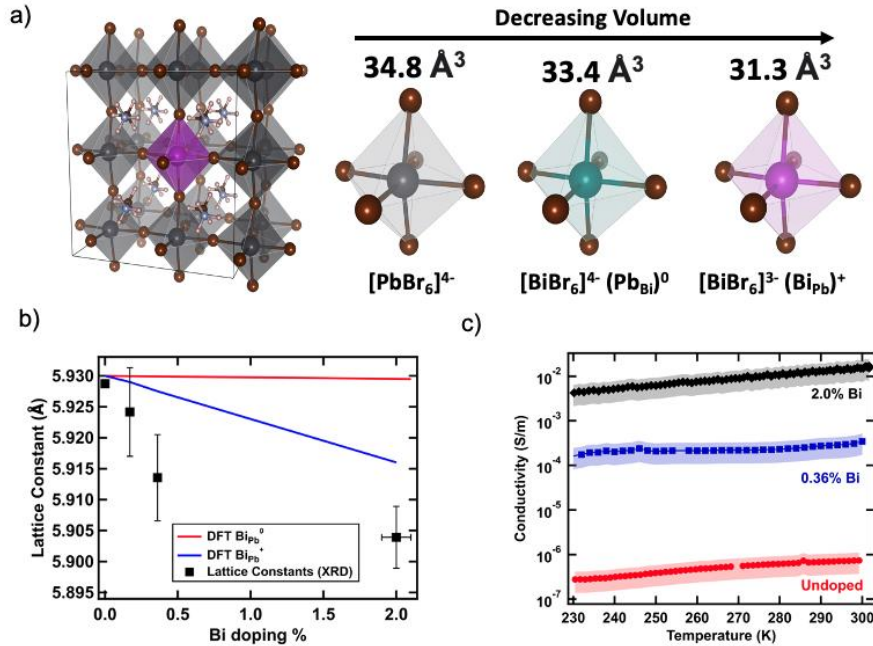 a)
Decreasing Volume
34.8 Å³
33.4 Å³
31.3 Å³
[PbBr₆]⁴⁻
[BiBr₆]⁴⁻ (Pb_Bi)⁰
[BiBr₆]³⁻ (Bi_Pb)⁺
b)
Lattice Constant (Å)
5.930
5.925
5.920
5.915
5.910
5.905
5.900
5.895
DFT Bi_Pb⁰
DFT Bi_Pb⁺
Lattice Constants (XRD)
0.0
0.5
1.0
1.5
2.0
Bi doping %
c)
Conductivity (S/m)
10⁻²
10⁻³
10⁻⁴
10⁻⁵
10⁻⁶
10⁻⁷
2.0% Bi
0.36% Bi
Undoped
230
240
250
260
270
280
290
300
Temperature (K)